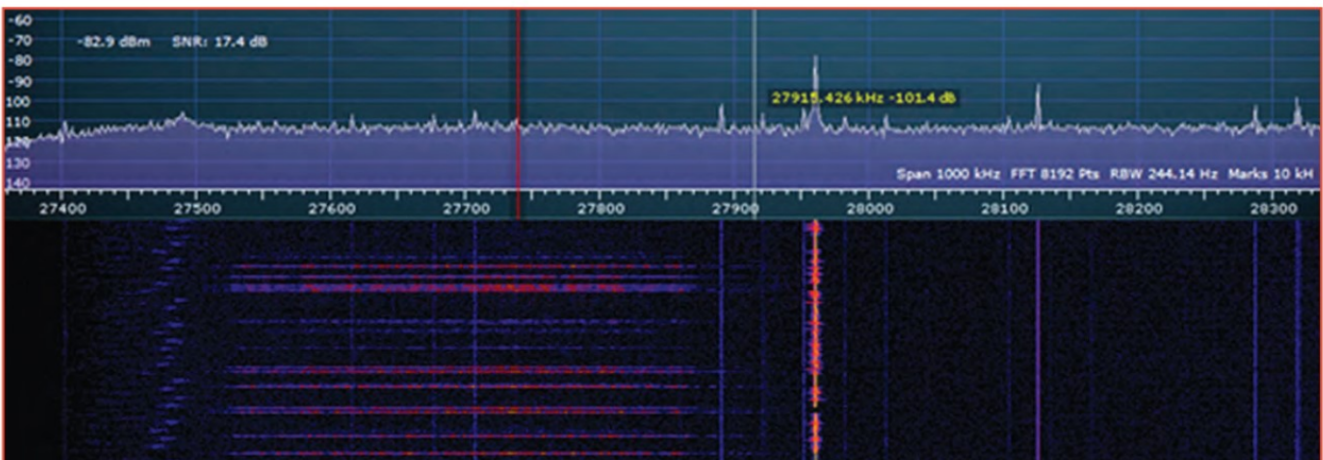 -60
-70
-82.9 dBm SNR: 17.4 dB
-80
-90
27915.426 kHz -101.4 dB
100
110
120
130
Span 1000 kHz FFT 8192 Pts RBW 244.14 Hz Marks 10 kH
140
27400 27500 27600 27700 27800 27900 28000 28100 28200 28300